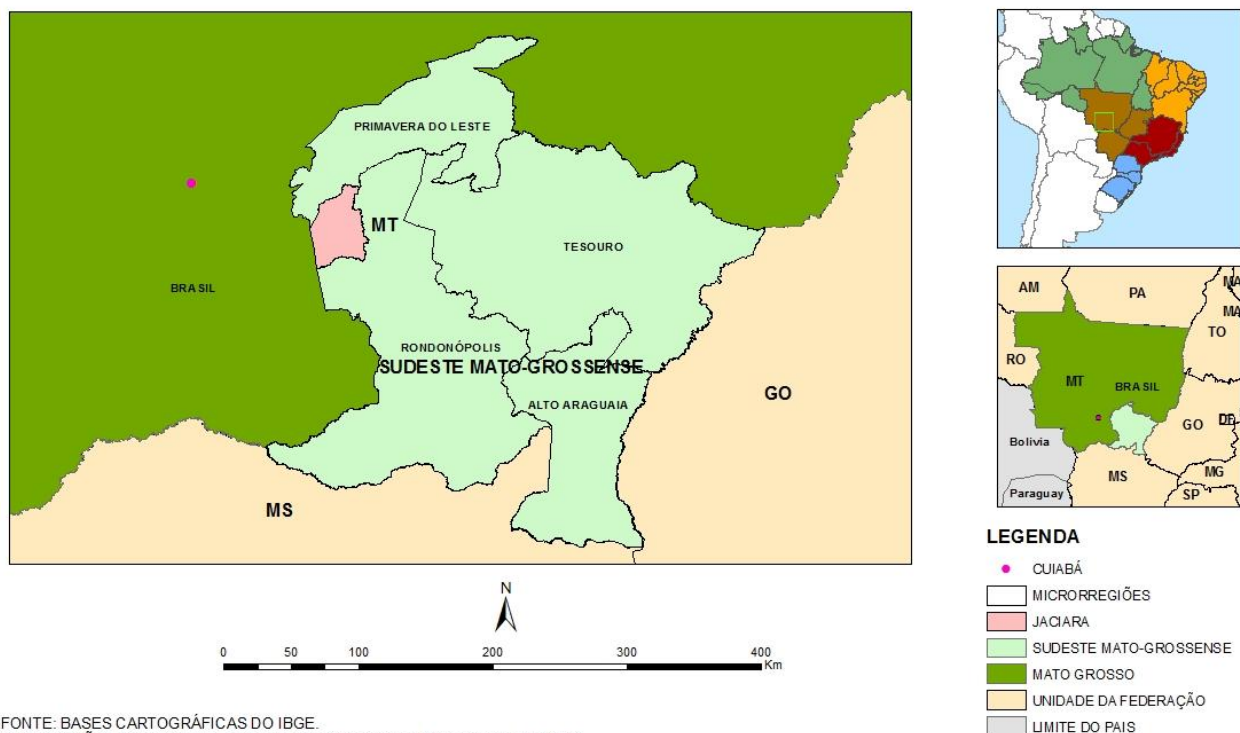 PRIMAVERA DO LESTE
MT
TESOURO
BRASIL
RONDONÓPOLIS
SUDESTE MATO-GROSSENSE
ALTO ARAGUAIA
GO
MS
N
0 50 100 200 300 400
Km
FONTE: BASES CARTOGRÁFICAS DO IBGE.
AM
PA
MA
MA
TO
RO
MT
BRASIL
GO
DF
Bolivia
MG
MS
Paraguay
SP
LEGENDA
CUIABÁ
MICRORREGIÕES
JACIARA
SUDESTE MATO-GROSSENSE
MATO GROSSO
UNIDADE DA FEDERAÇÃO
LIMITE DO PAIS